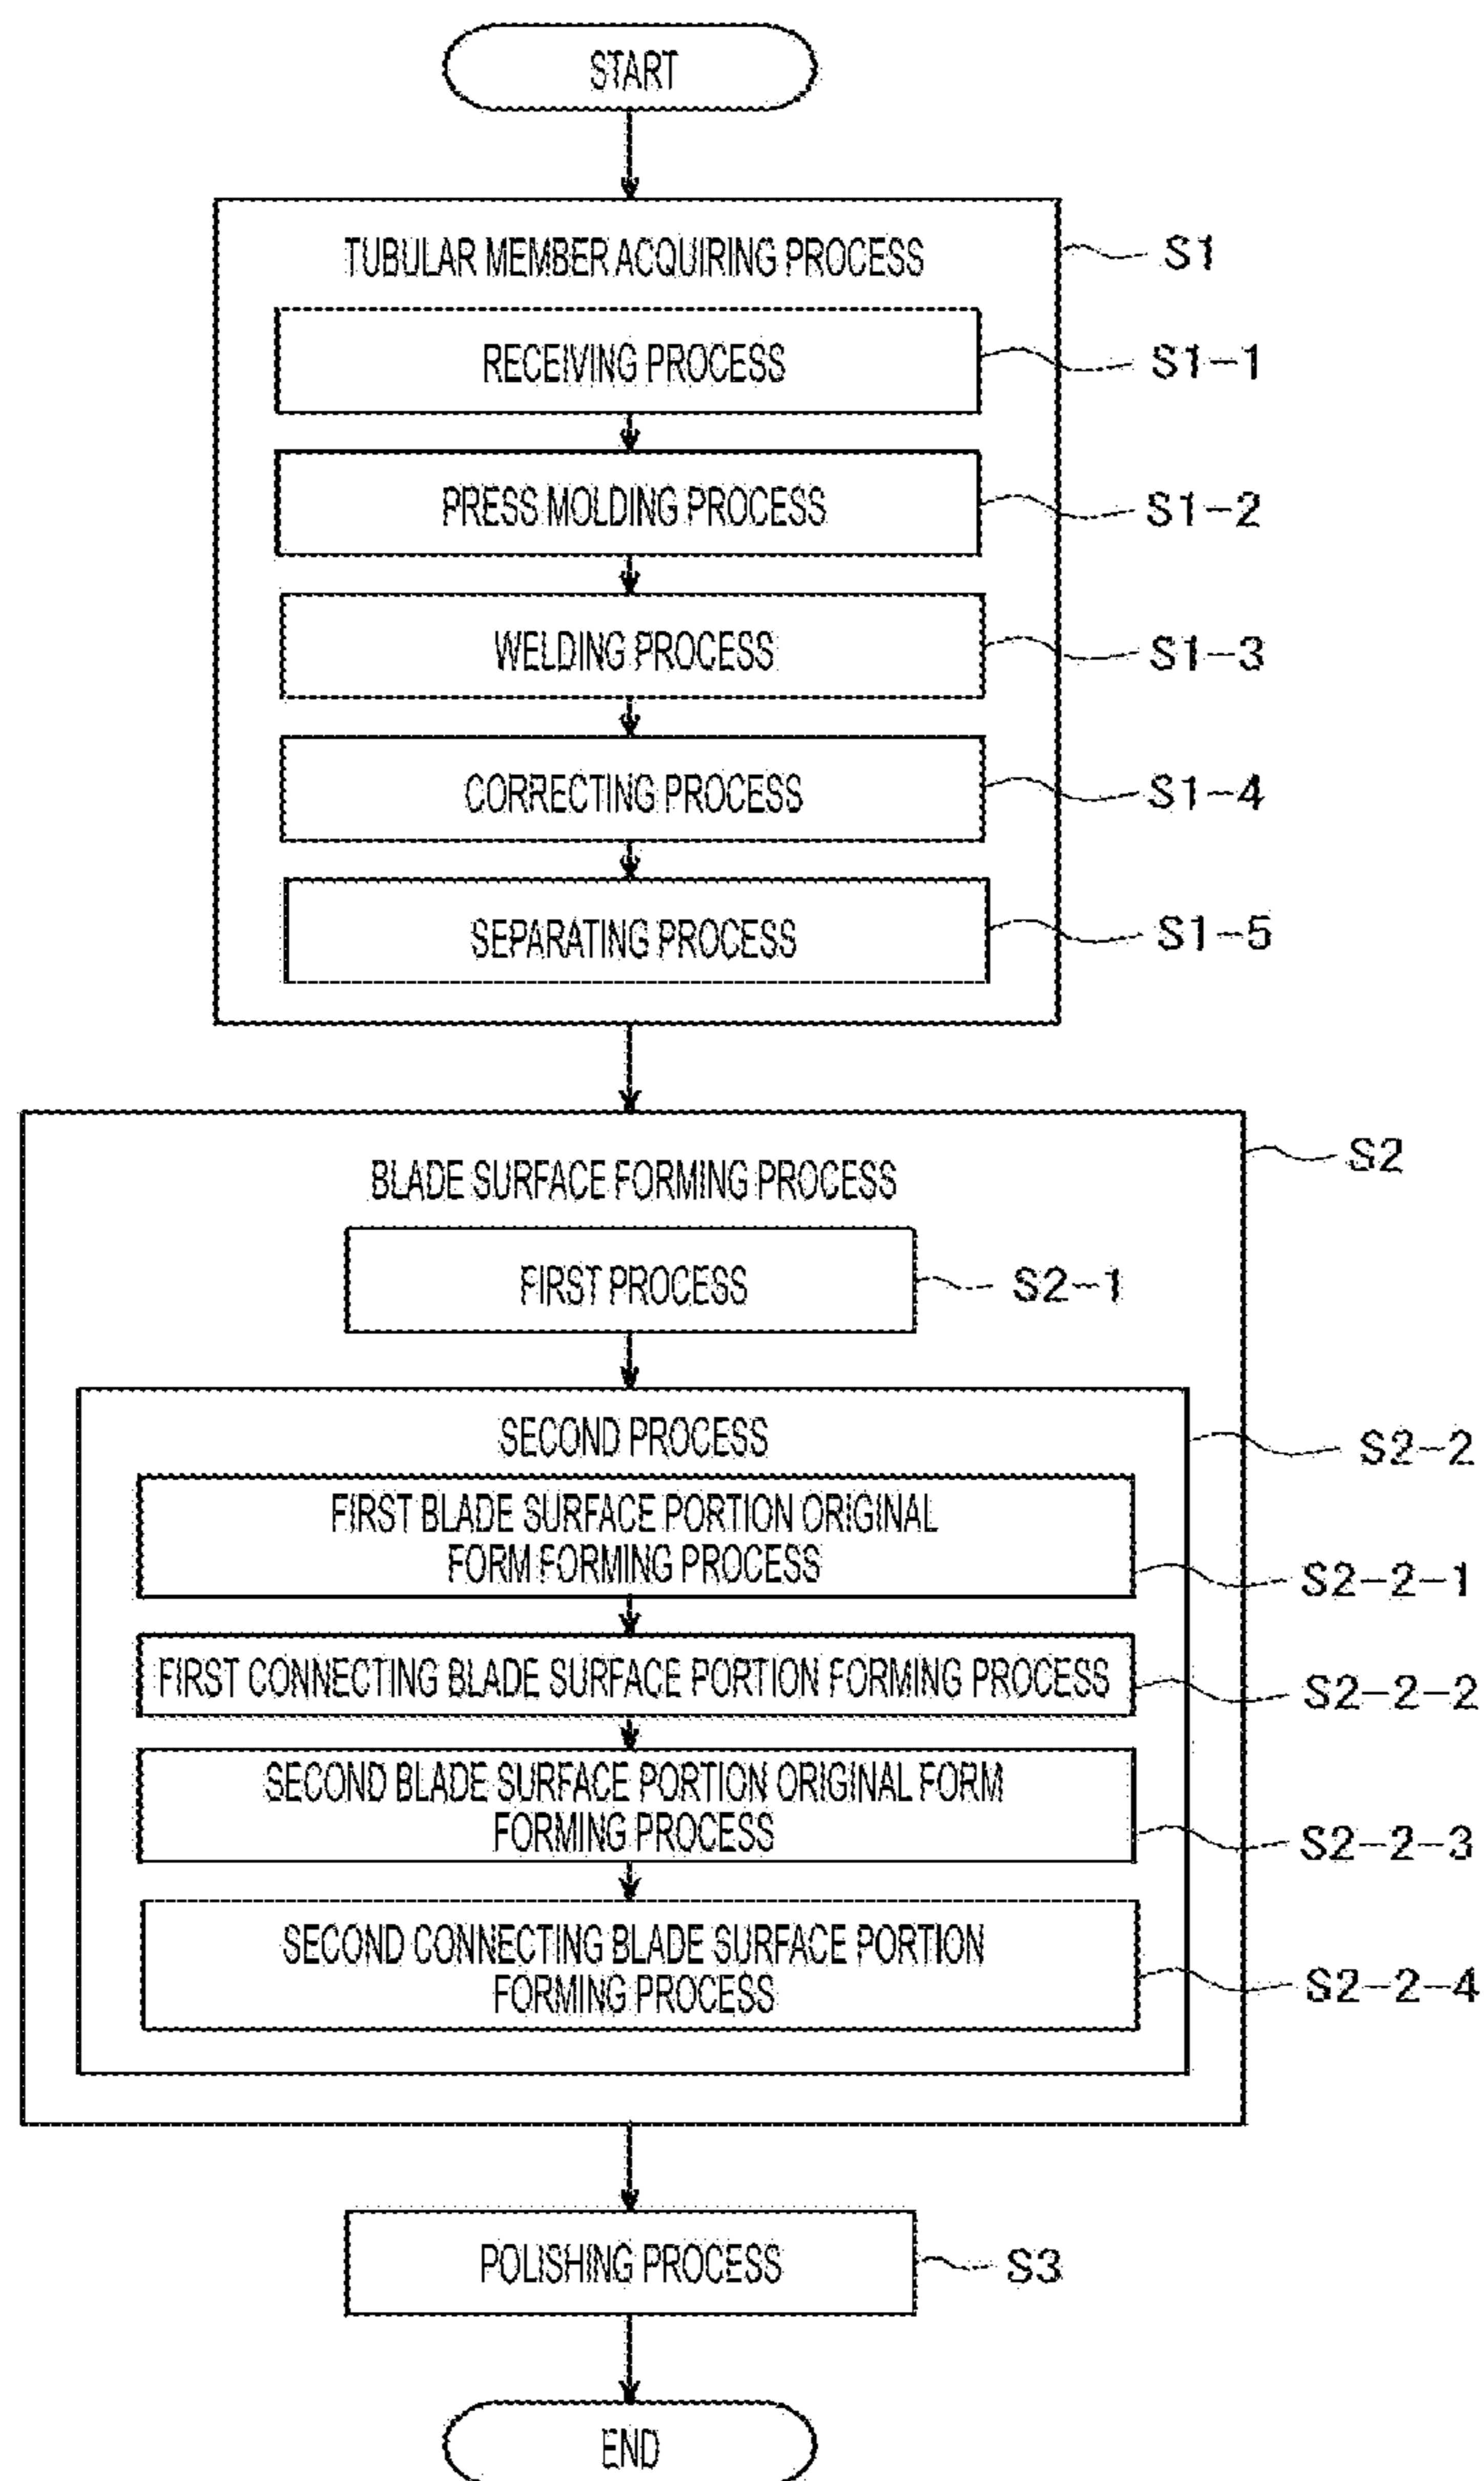 START
TUBULAR MEMBER ACQUIRING PROCESS
S1
RECEIVING PROCESS
S1-1
PRESS MOLDING PROCESS
S1-2
WELDING PROCESS
S1-3
CORRECTING PROCESS
S1-4
SEPARATING PROCESS
S1-5
BLADE SURFACE FORMING PROCESS
S2
FIRST PROCESS
S2-1
SECOND PROCESS
S2-2
FIRST BLADE SURFACE PORTION ORIGINAL
FORM FORMING PROCESS
S2-2-1
FIRST CONNECTING BLADE SURFACE PORTION FORMING PROCESS
S2-2-2
SECOND BLADE SURFACE PORTION ORIGINAL FORM
FORMING PROCESS
S2-2-3
SECOND CONNECTING BLADE SURFACE PORTION
FORMING PROCESS
S2-2-4
POLISHING PROCESS
S3
END